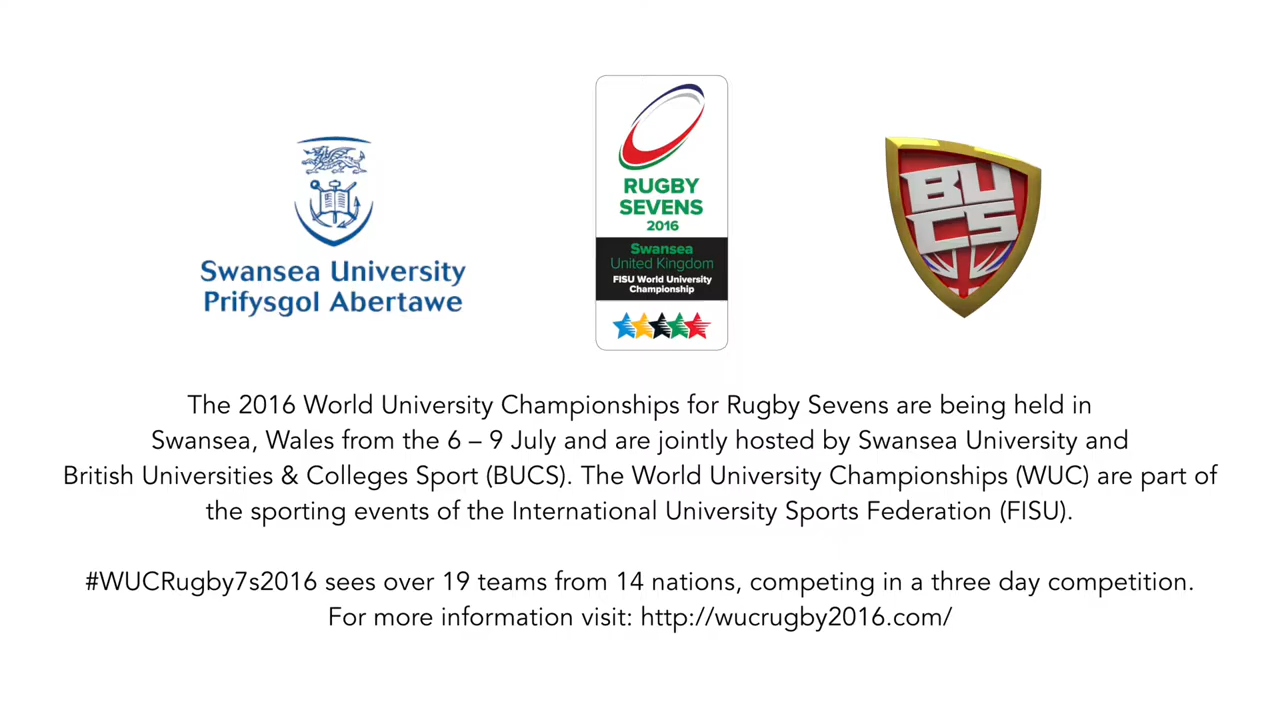 Swansea University
Prifysgol Abertawe
RUGBY
SEVENS
2016
Swansea
United Kingdom
FISU World University
Championship
BU
CS
The 2016 World University Championships for Rugby Sevens are being held in
Swansea, Wales from the 6 – 9 July and are jointly hosted by Swansea University and
British Universities & Colleges Sport (BUCS). The World University Championships (WUC) are part of
the sporting events of the International University Sports Federation (FISU).
#WUCRugby7s2016 sees over 19 teams from 14 nations, competing in a three day competition.
For more information visit: http://wucrugby2016.com/